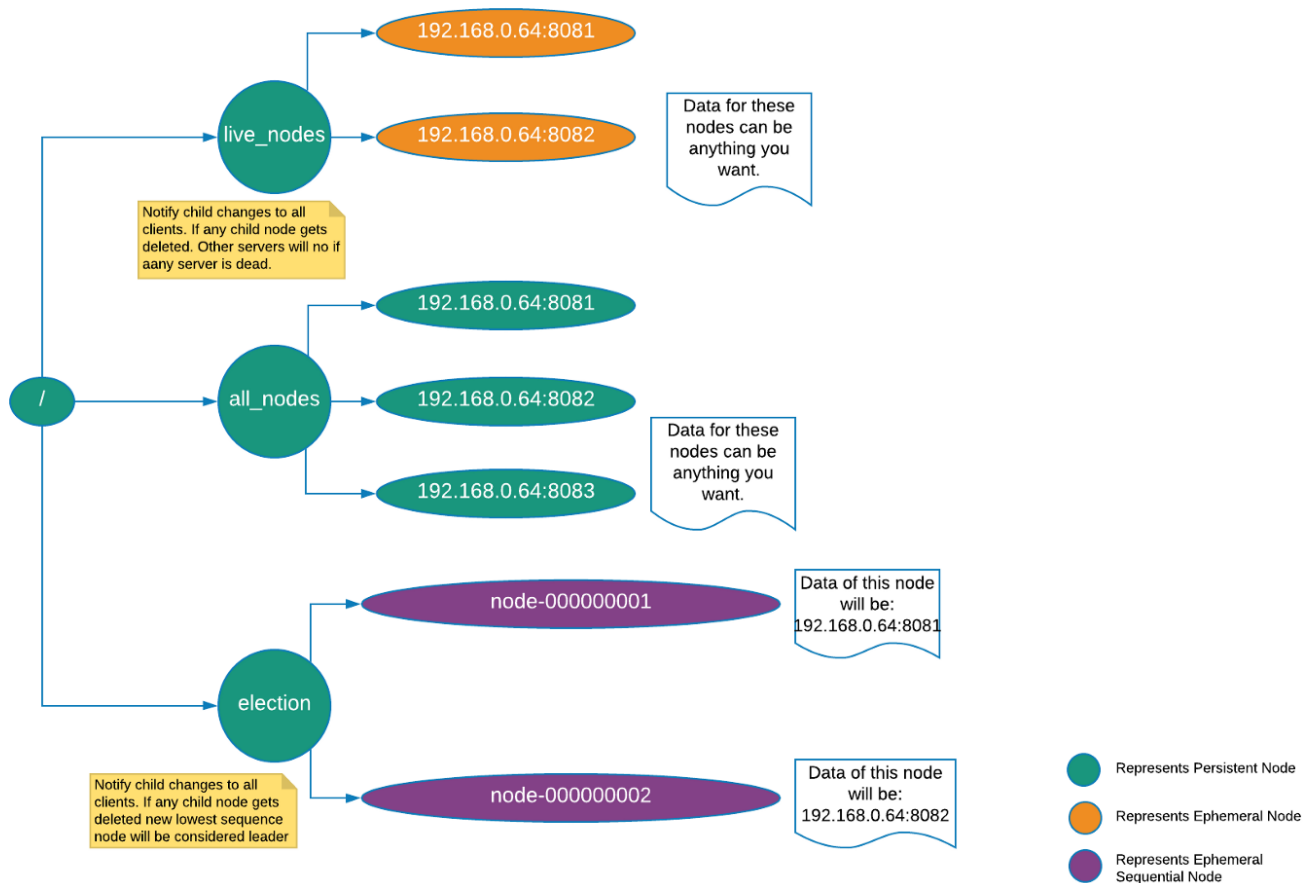 192.168.0.64:8081
live_nodes
192.168.0.64:8082
Data for these
nodes can be
anything you
want.
Notify child changes to all
clients. If any child node gets
deleted. Other servers will no if
aany server is dead.
192.168.0.64:8081
/
all_nodes
192.168.0.64:8082
192.168.0.64:8083
Data for these
nodes can be
anything you
want.
node-000000001
Data of this node
will be:
192.168.0.64:8081
election
Notify child changes to all
clients. If any child node gets
deleted new lowest sequence
node will be considered leader
node-000000002
Data of this node
will be:
192.168.0.64:8082
Represents Persistent Node
Represents Ephemeral Node
Represents Ephemeral
Sequential Node